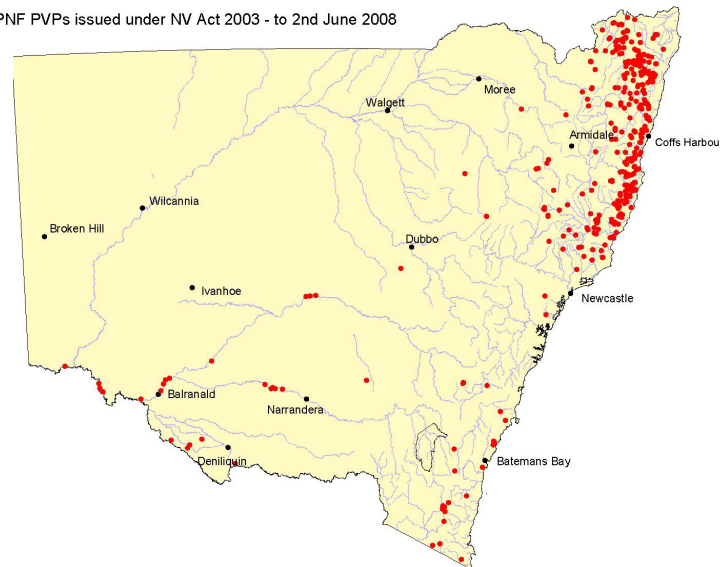 PNF PVPs issued under NV Act 2003 - to 2nd June 2008
Moree
Walgett
Armidale
Coffs Harbou
Wilcannia
Broken Hill
Dubbo
Ivanhoe
Newcastle
Balranald
Narrandera
Deniliquin
Batemans Bay